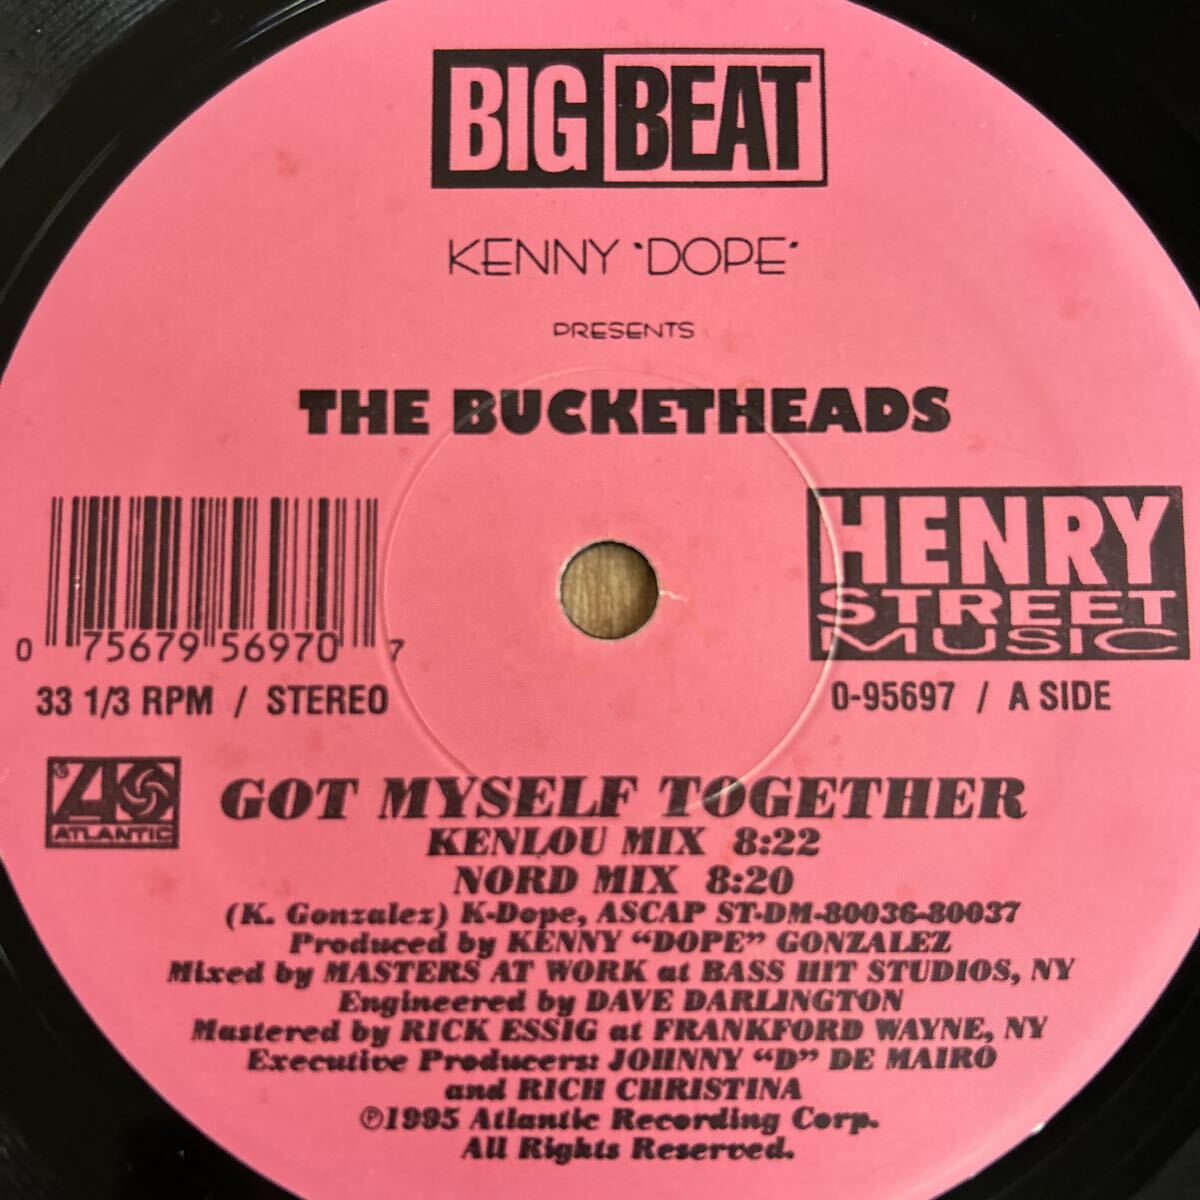 BIG BEAT
KENNY "DOPE"
PRESENTS
THE BUCKETHEADS
HENRY
STREET
MUSIC
0 75679 56970 7
33 1/3 RPM / STEREO
0-95697 / A SIDE
ATLANTIC
GOT MYSELF TOGETHER
KENLOU MIX 8:22
NORD MIX 8:20
(K. Gonzalez) K-Dope, ASCAP ST-DM-80036-80037
Produced by KENNY “DOPE” GONZALEZ
Mixed by MASTERS AT WORK at BASS HIT STUDIOS, NY
Engineered by DAVE DARLINGTON
Mastered by RICK ESSIG at FRANKFORD WAYNE, NY
Executive Producers: JOHNNY “D” DE MAIRO
and RICH CHRISTINA
℗1995 Atlantic Recording Corp.
All Rights Reserved.